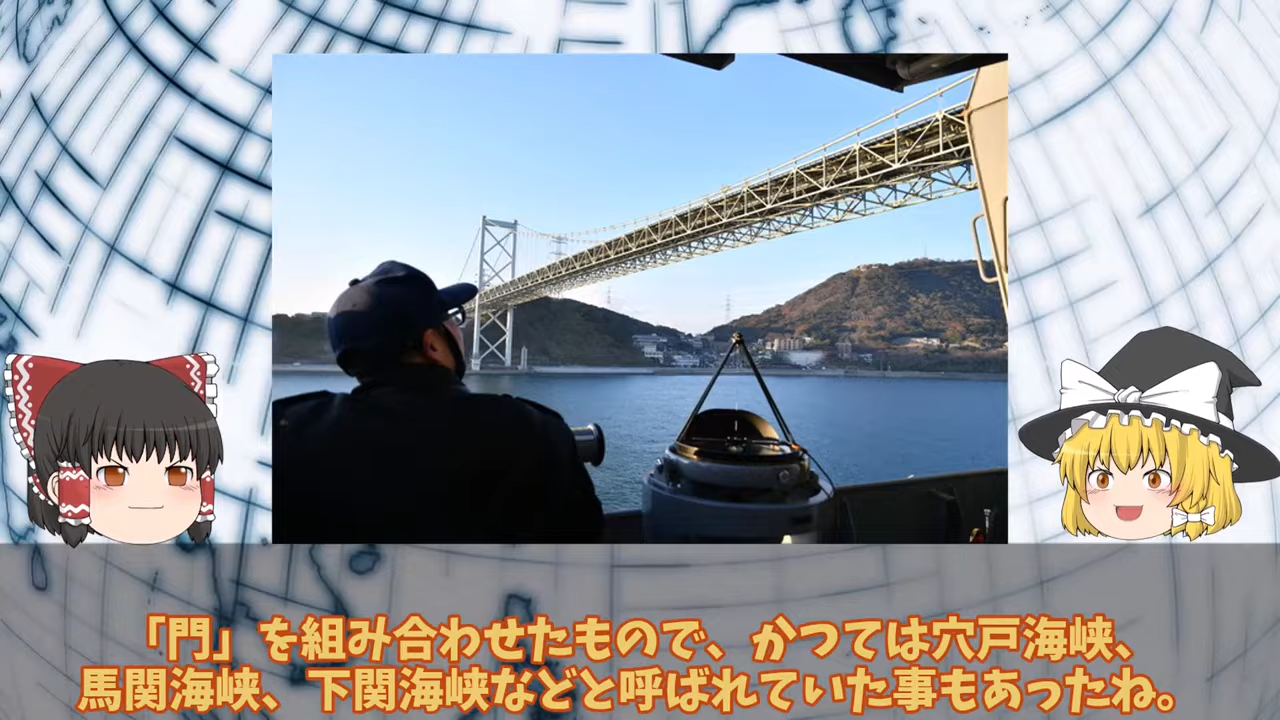 「門」を組み合わせたもので、かつては穴戸海峡、
馬関海峡、下関海峡などと呼ばれていた事もあったね。